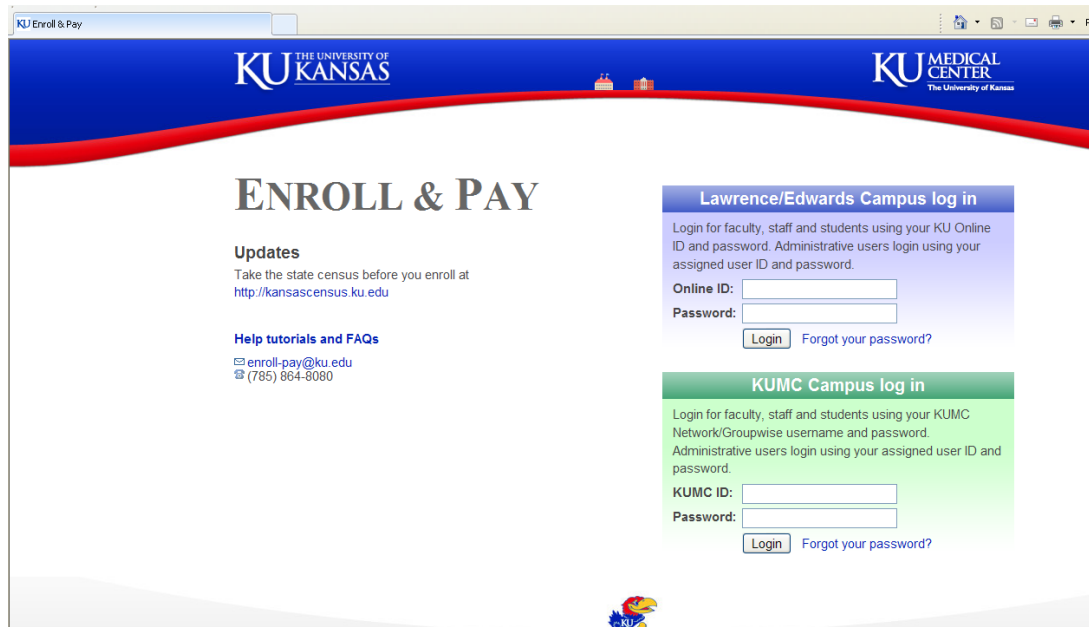 KU Enroll & Pay
KU THE UNIVERSITY OF
KANSAS
KU MEDICAL
CENTER
The University of Kansas
ENROLL & PAY
Updates
Take the state census before you enroll at
http://kansascensus.ku.edu
Help tutorials and FAQs
enroll-pay@ku.edu
(785) 864-8080
Lawrence/Edwards Campus log in
Login for faculty, staff and students using your KU Online
ID and password. Administrative users login using your
assigned user ID and password.
Online ID:
Password:
Login Forgot your password?
KUMC Campus log in
Login for faculty, staff and students using your KUMC
Network/Groupwise username and password.
Administrative users login using your assigned user ID and
password.
KUMC ID:
Password:
Login Forgot your password?
KU